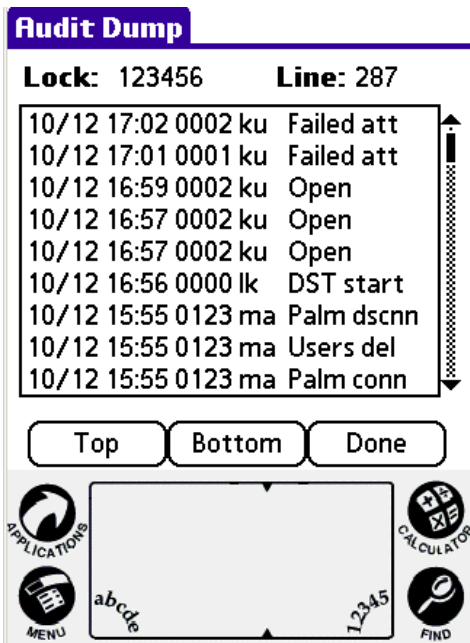 Audit Dump
Lock: 123456 Line: 287
10/12 17:02 0002 ku Failed att
10/12 17:01 0001 ku Failed att
10/12 16:59 0002 ku Open
10/12 16:57 0002 ku Open
10/12 16:57 0002 ku Open
10/12 16:56 0000 lk DST start
10/12 15:55 0123 ma Palm dscnn
10/12 15:55 0123 ma Users del
10/12 15:55 0123 ma Palm conn
Top Bottom Done
APPLICATIONS
CALCULATOR
MENU
abcde
12345
FIND